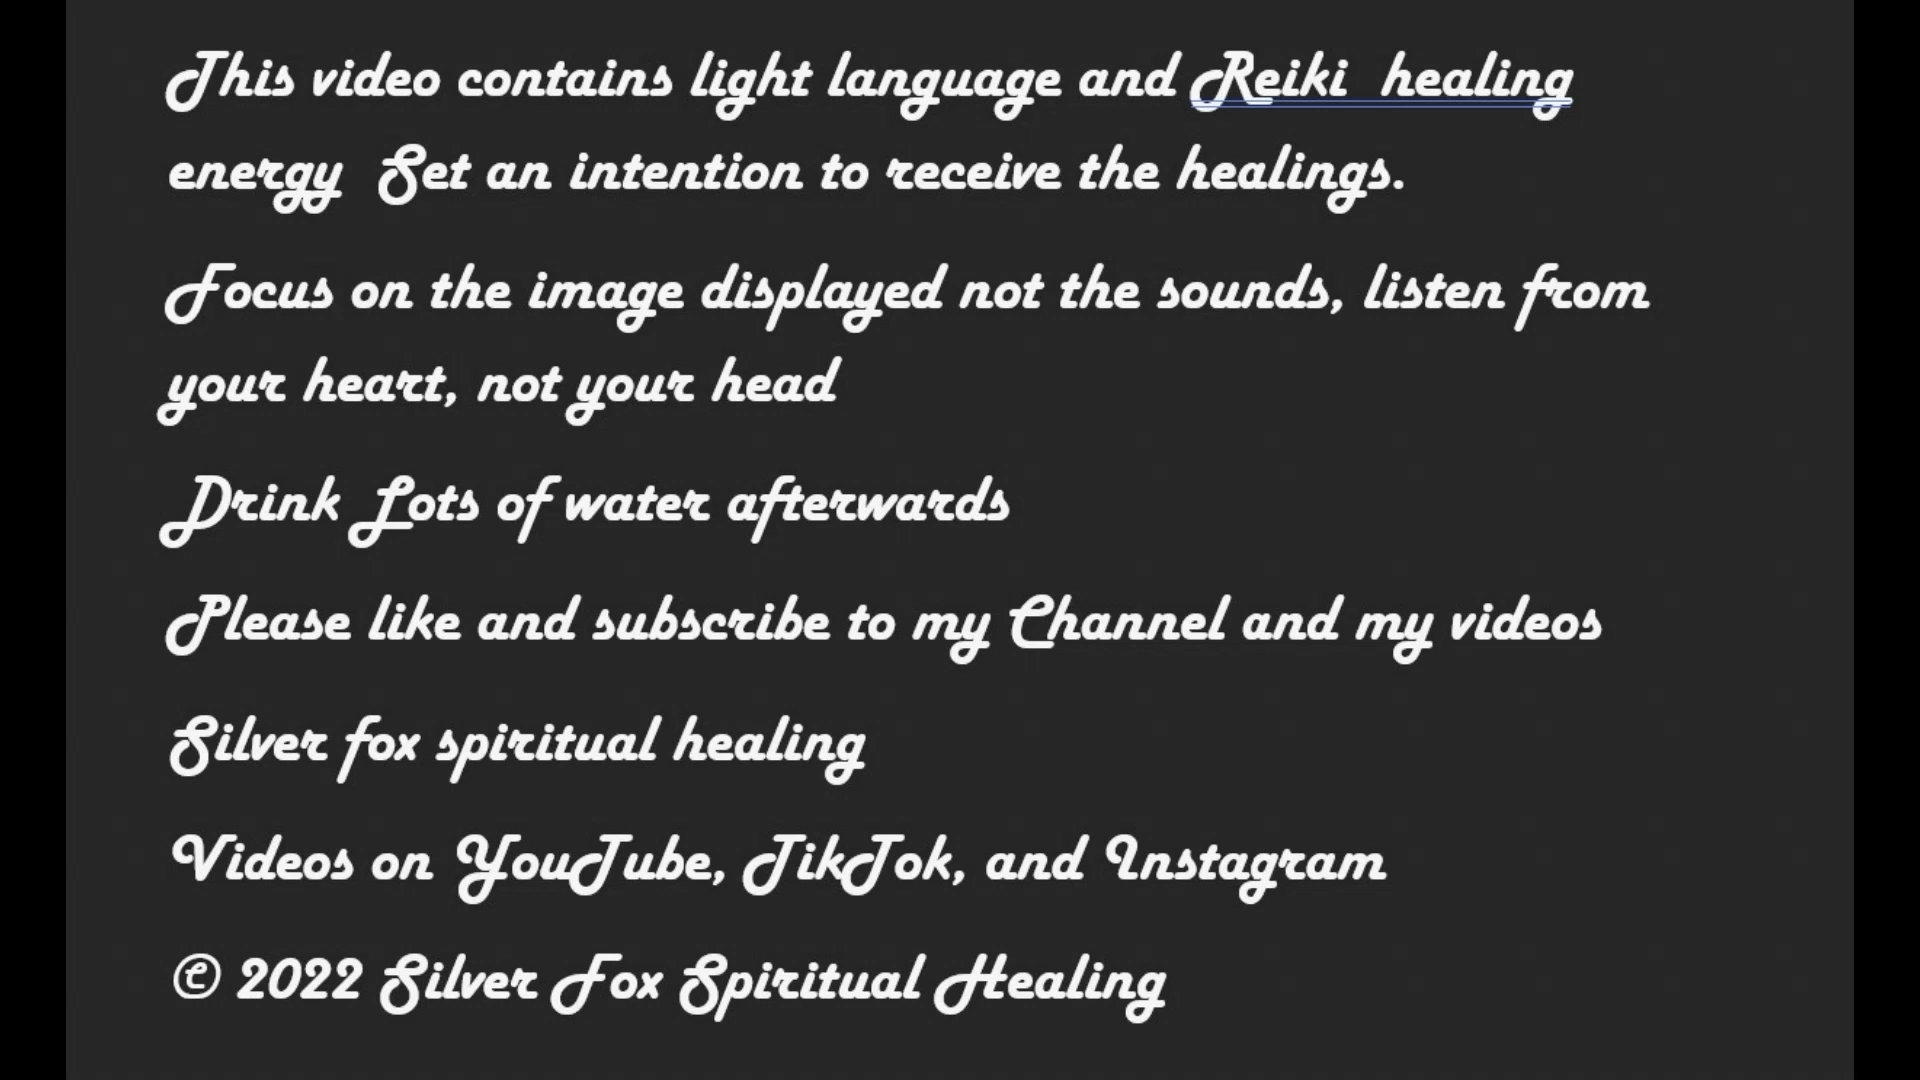 This video contains light language and Reiki  healing
energy  Set an intention to receive the healings.
Focus on the image displayed not the sounds, listen from
your heart, not your head
Drink Lots of water afterwards
Please like and subscribe to my Channel and my videos
Silver fox spiritual healing
Videos on YouTube, TikTok, and Instagram
© 2022 Silver Fox Spiritual Healing